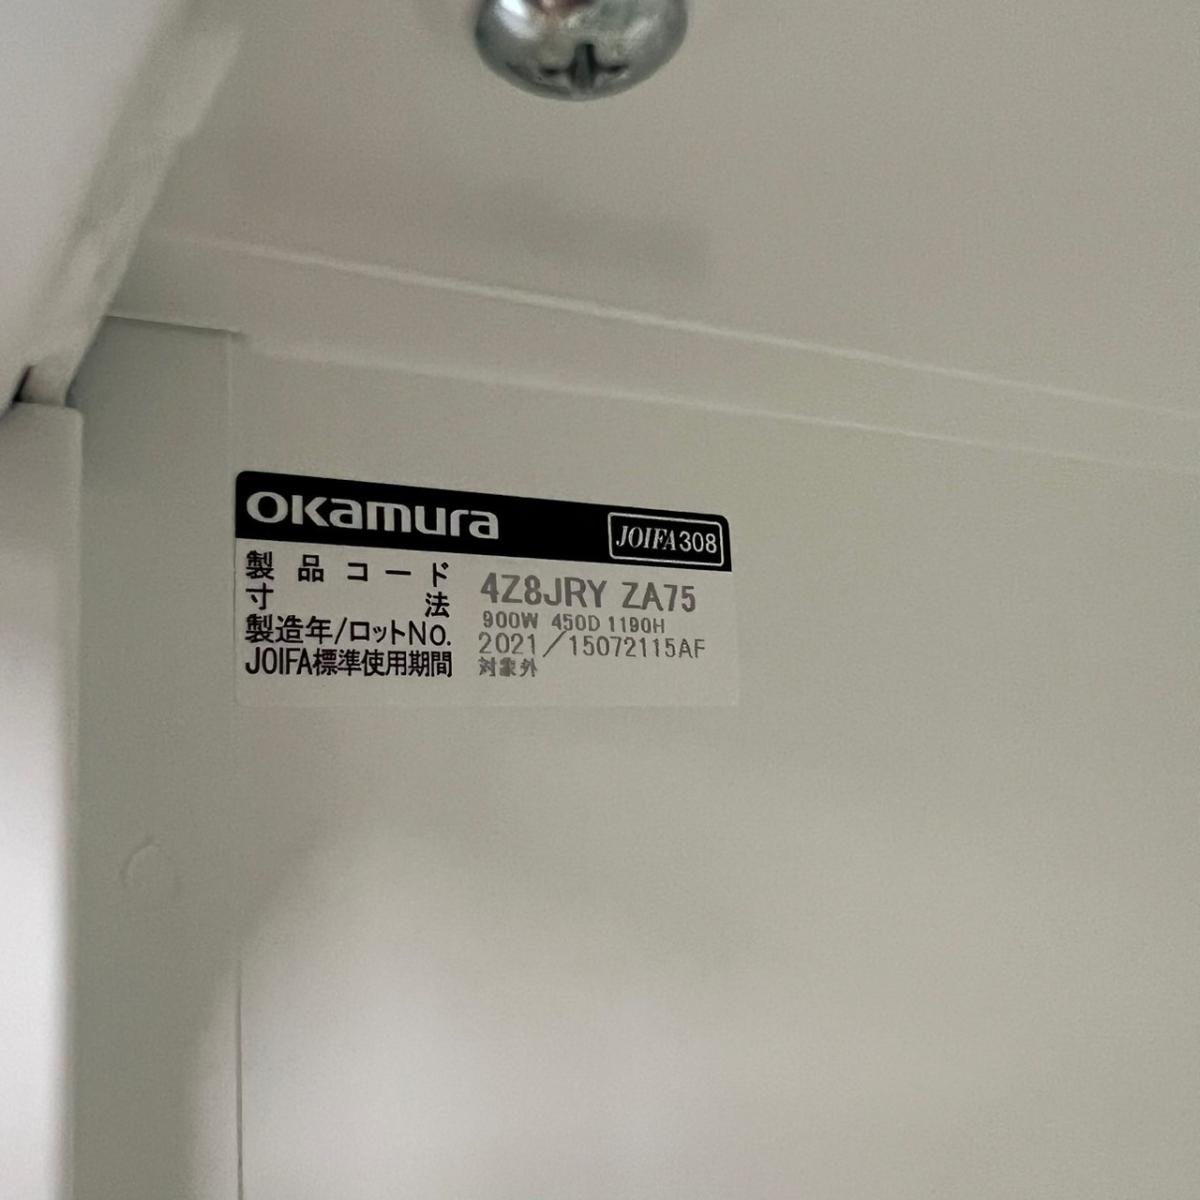 OKamura JOIFA308
製品コード 4Z8JRY ZA75
寸法 900W 450D 1190H
製造年/ロットNO. 2021/15072115AF
JOIFA標準使用期間 対象外